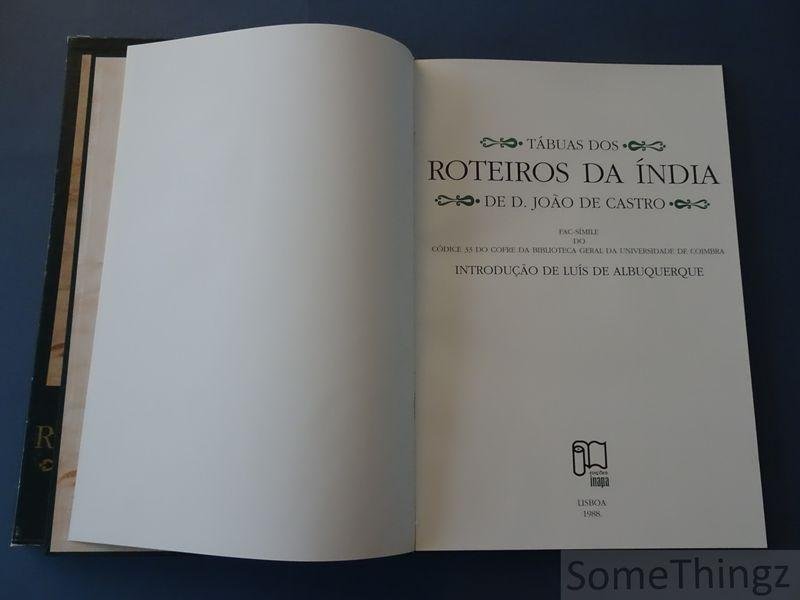 TÁBUAS DOS
ROTEIROS DA ÍNDIA
DE D. JOÃO DE CASTRO
FAC-SÍMILE
DO
CÓDICE 33 DO COFRE DA BIBLIOTECA GERAL DA UNIVERSIDADE DE COIMBRA
INTRODUÇÃO DE LUÍS DE ALBUQUERQUE
edições
inapa
LISBOA
1988.
R
SomeThingz